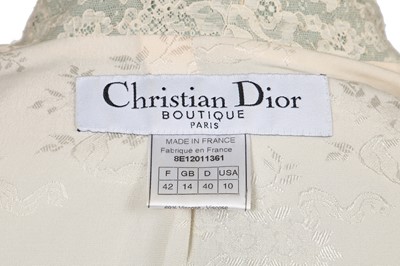 Christian Dior
BOUTIQUE
PARIS
MADE IN FRANCE
Fabriqué en France
8E12011361
F GB D USA
42 14 40 10